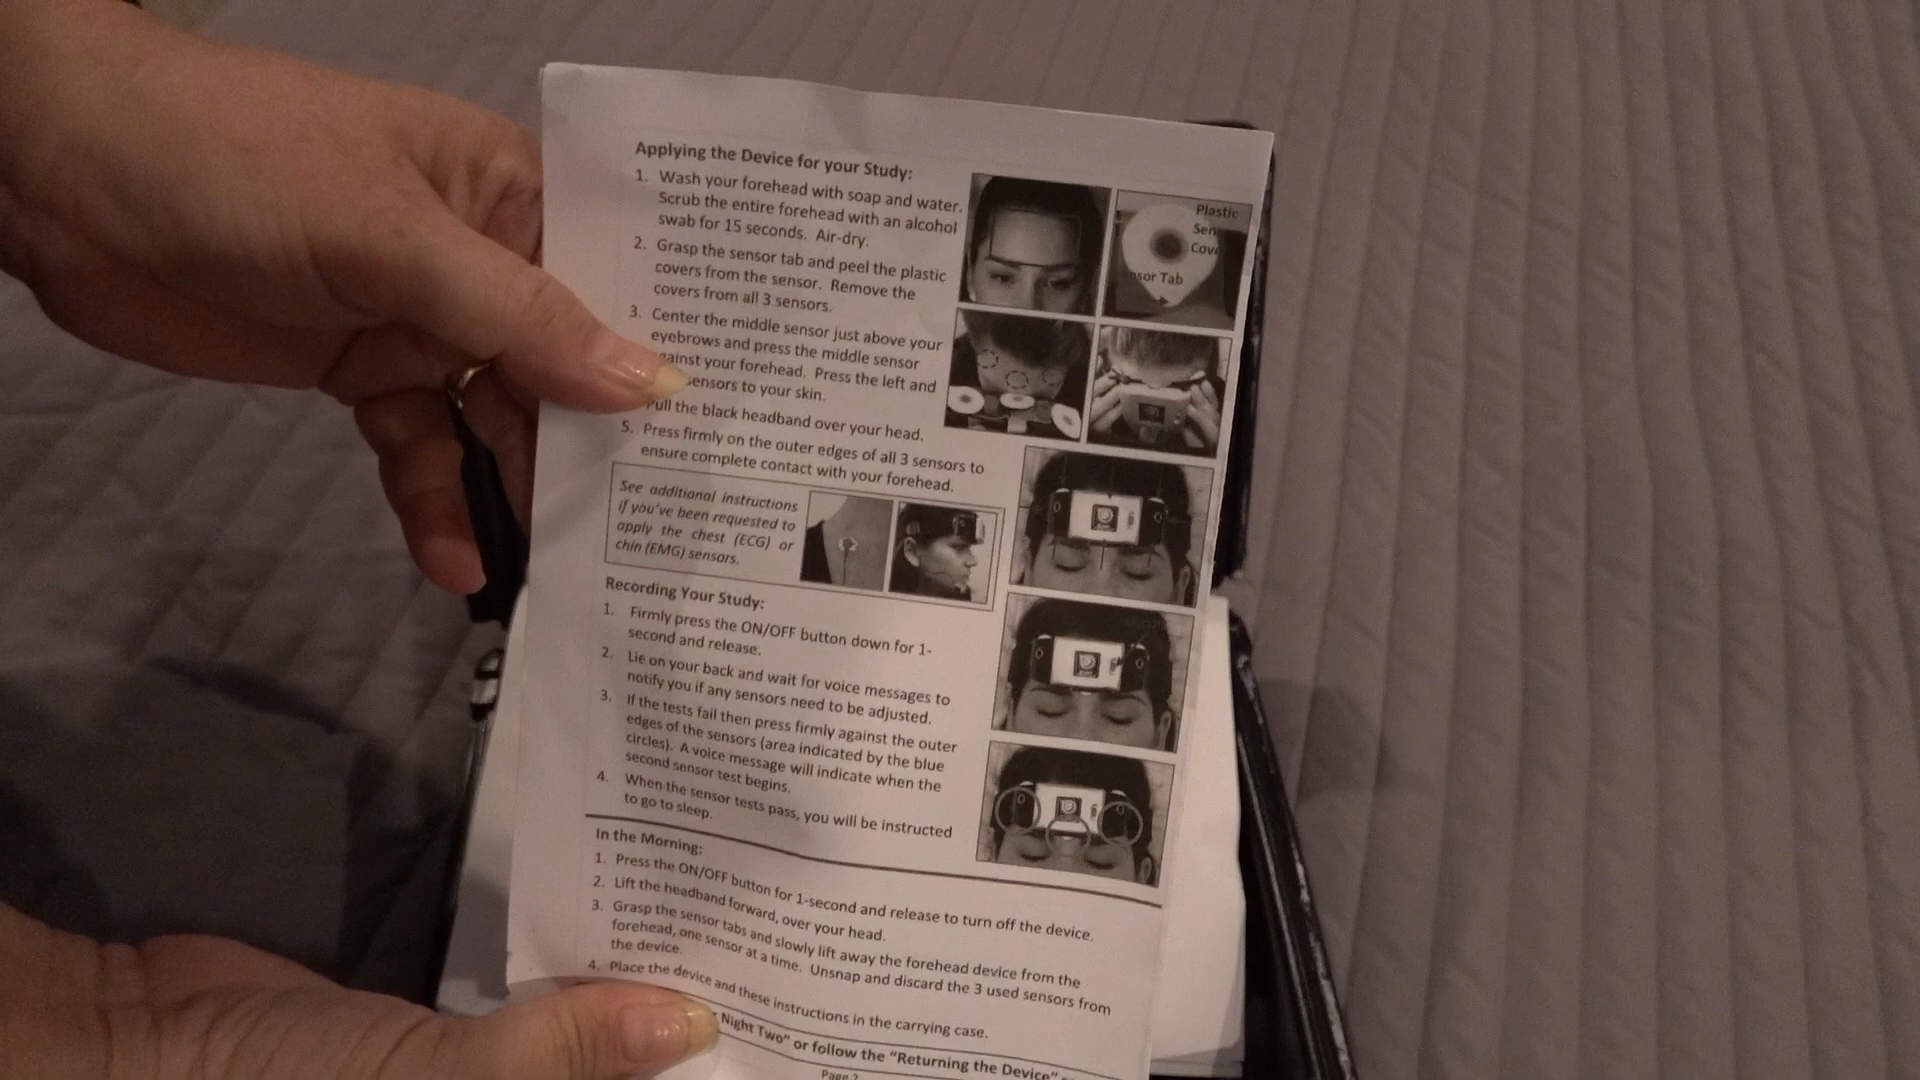 Applying the Device for your Study:
1. Wash your forehead with soap and water.
Scrub the entire forehead with an alcohol
swab for 15 seconds. Air-dry.
2. Grasp the sensor tab and peel the plastic
covers from the sensor. Remove the
covers from all 3 sensors.
3. Center the middle sensor just above your
eyebrows and press the middle sensor
against your forehead. Press the left and
sensors to your skin.
Pull the black headband over your head.
5. Press firmly on the outer edges of all 3 sensors to
ensure complete contact with your forehead.
Plastic
Sen
Cov
nsor Tab
See additional instructions
if you've been requested to
apply the chest (ECG) or
chin (EMG) sensors.
Recording Your Study:
1. Firmly press the ON/OFF button down for 1-
second and release.
2. Lie on your back and wait for voice messages to
notify you if any sensors need to be adjusted.
3. If the tests fail then press firmly against the outer
edges of the sensors (area indicated by the blue
circles). A voice message will indicate when the
second sensor test begins.
4. When the sensor tests pass, you will be instructed
to go to sleep.
In the Morning:
1. Press the ON/OFF button for 1-second and release to turn off the device.
2. Lift the headband forward, over your head.
3. Grasp the sensor tabs and slowly lift away the forehead device from the
forehead, one sensor at a time. Unsnap and discard the 3 used sensors from
the device.
4. Place the device and these instructions in the carrying case.
Night Two" or follow the "Returning the Device"
Page 2